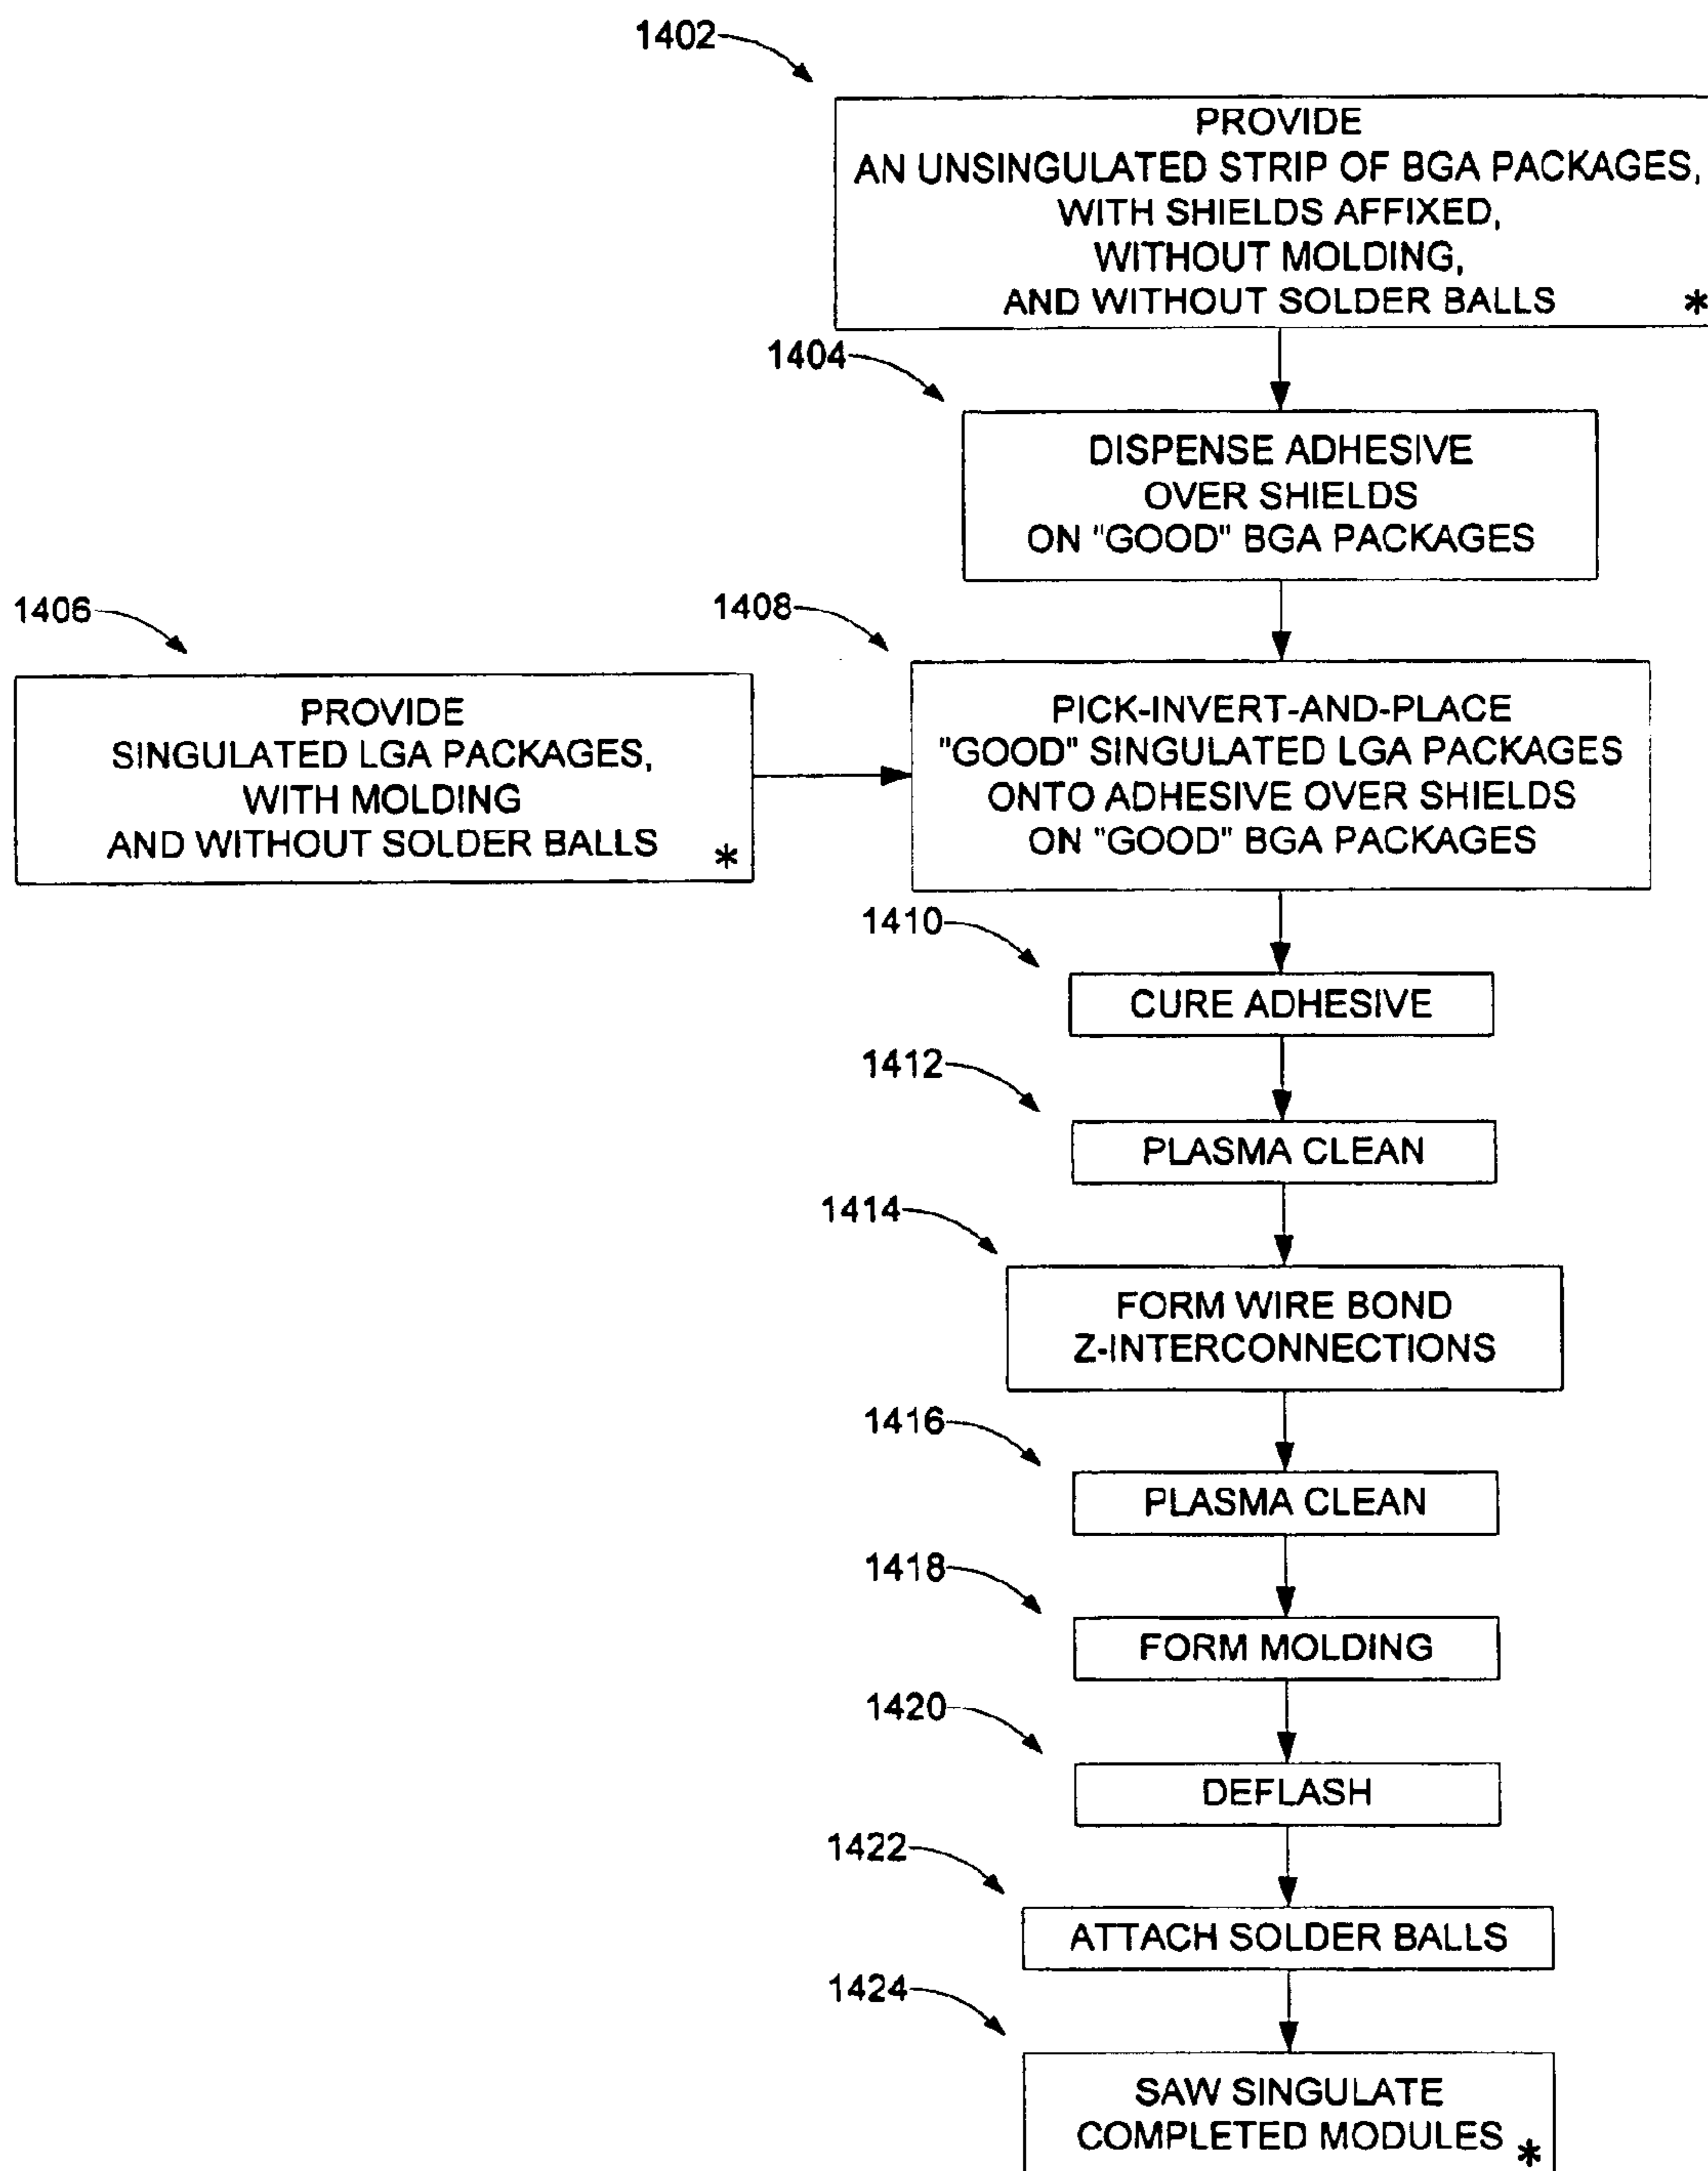 1402
PROVIDE
AN UNSINGULATED STRIP OF BGA PACKAGES,
WITH SHIELDS AFFIXED,
WITHOUT MOLDING,
AND WITHOUT SOLDER BALLS *
1404
DISPENSE ADHESIVE
OVER SHIELDS
ON "GOOD" BGA PACKAGES
1406
PROVIDE
SINGULATED LGA PACKAGES,
WITH MOLDING
AND WITHOUT SOLDER BALLS *
1408
PICK-INVERT-AND-PLACE
"GOOD" SINGULATED LGA PACKAGES
ONTO ADHESIVE OVER SHIELDS
ON "GOOD" BGA PACKAGES
1410
CURE ADHESIVE
1412
PLASMA CLEAN
1414
FORM WIRE BOND
Z-INTERCONNECTIONS
1416
PLASMA CLEAN
1418
FORM MOLDING
1420
DEFLASH
1422
ATTACH SOLDER BALLS
1424
SAW SINGULATE
COMPLETED MODULES *